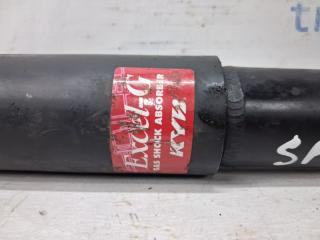 Excel-G
GAS SHOCK ABSORBER
KYB